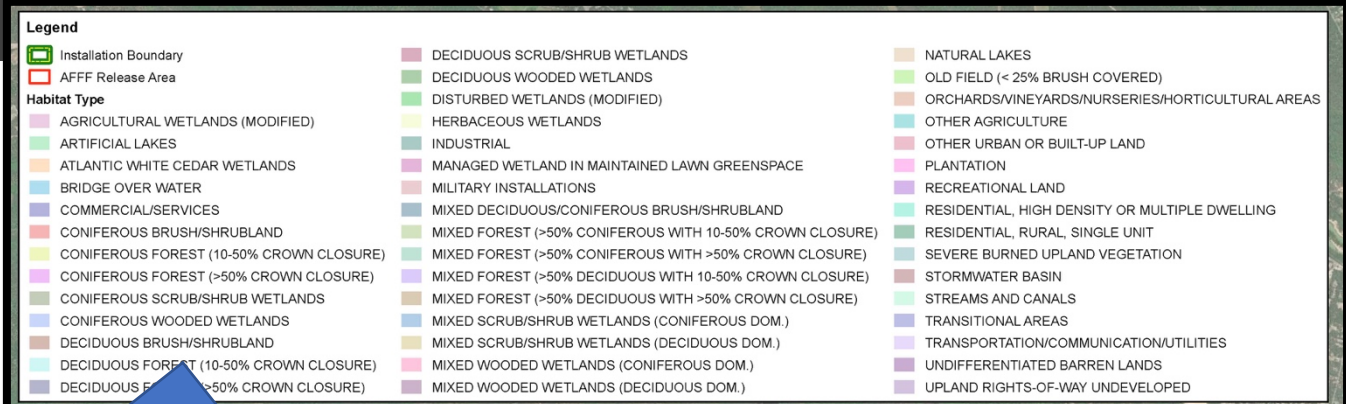 Legend
Installation Boundary
AFFF Release Area
Habitat Type
AGRICULTURAL WETLANDS (MODIFIED)
ARTIFICIAL LAKES
ATLANTIC WHITE CEDAR WETLANDS
BRIDGE OVER WATER
COMMERCIAL/SERVICES
CONIFEROUS BRUSH/SHRUBLAND
CONIFEROUS FOREST (10-50% CROWN CLOSURE)
CONIFEROUS FOREST (>50% CROWN CLOSURE)
CONIFEROUS SCRUB/SHRUB WETLANDS
CONIFEROUS WOODED WETLANDS
DECIDUOUS BRUSH/SHRUBLAND
DECIDUOUS FOREST (10-50% CROWN CLOSURE)
DECIDUOUS >50% CROWN CLOSURE)
DECIDUOUS SCRUB/SHRUB WETLANDS
DECIDUOUS WOODED WETLANDS
DISTURBED WETLANDS (MODIFIED)
HERBACEOUS WETLANDS
INDUSTRIAL
MANAGED WETLAND IN MAINTAINED LAWN GREENSPACE
MILITARY INSTALLATIONS
MIXED DECIDUOUS/CONIFEROUS BRUSH/SHRUBLAND
MIXED FOREST (>50% CONIFEROUS WITH 10-50% CROWN CLOSURE)
MIXED FOREST (>50% CONIFEROUS WITH >50% CROWN CLOSURE)
MIXED FOREST (>50% DECIDUOUS WITH 10-50% CROWN CLOSURE)
MIXED FOREST (>50% DECIDUOUS WITH >50% CROWN CLOSURE)
MIXED SCRUB/SHRUB WETLANDS (CONIFEROUS DOM.)
MIXED SCRUB/SHRUB WETLANDS (DECIDUOUS DOM.)
MIXED WOODED WETLANDS (CONIFEROUS DOM.)
MIXED WOODED WETLANDS (DECIDUOUS DOM.)
NATURAL LAKES
OLD FIELD (< 25% BRUSH COVERED)
ORCHARDS/VINEYARDS/NURSERIES/HORTICULTURAL AREAS
OTHER AGRICULTURE
OTHER URBAN OR BUILT-UP LAND
PLANTATION
RECREATIONAL LAND
RESIDENTIAL, HIGH DENSITY OR MULTIPLE DWELLING
RESIDENTIAL, RURAL, SINGLE UNIT
SEVERE BURNED UPLAND VEGETATION
STORMWATER BASIN
STREAMS AND CANALS
TRANSITIONAL AREAS
TRANSPORTATION/COMMUNICATION/UTILITIES
UNDIFFERENTIATED BARREN LANDS
UPLAND RIGHTS-OF-WAY UNDEVELOPED